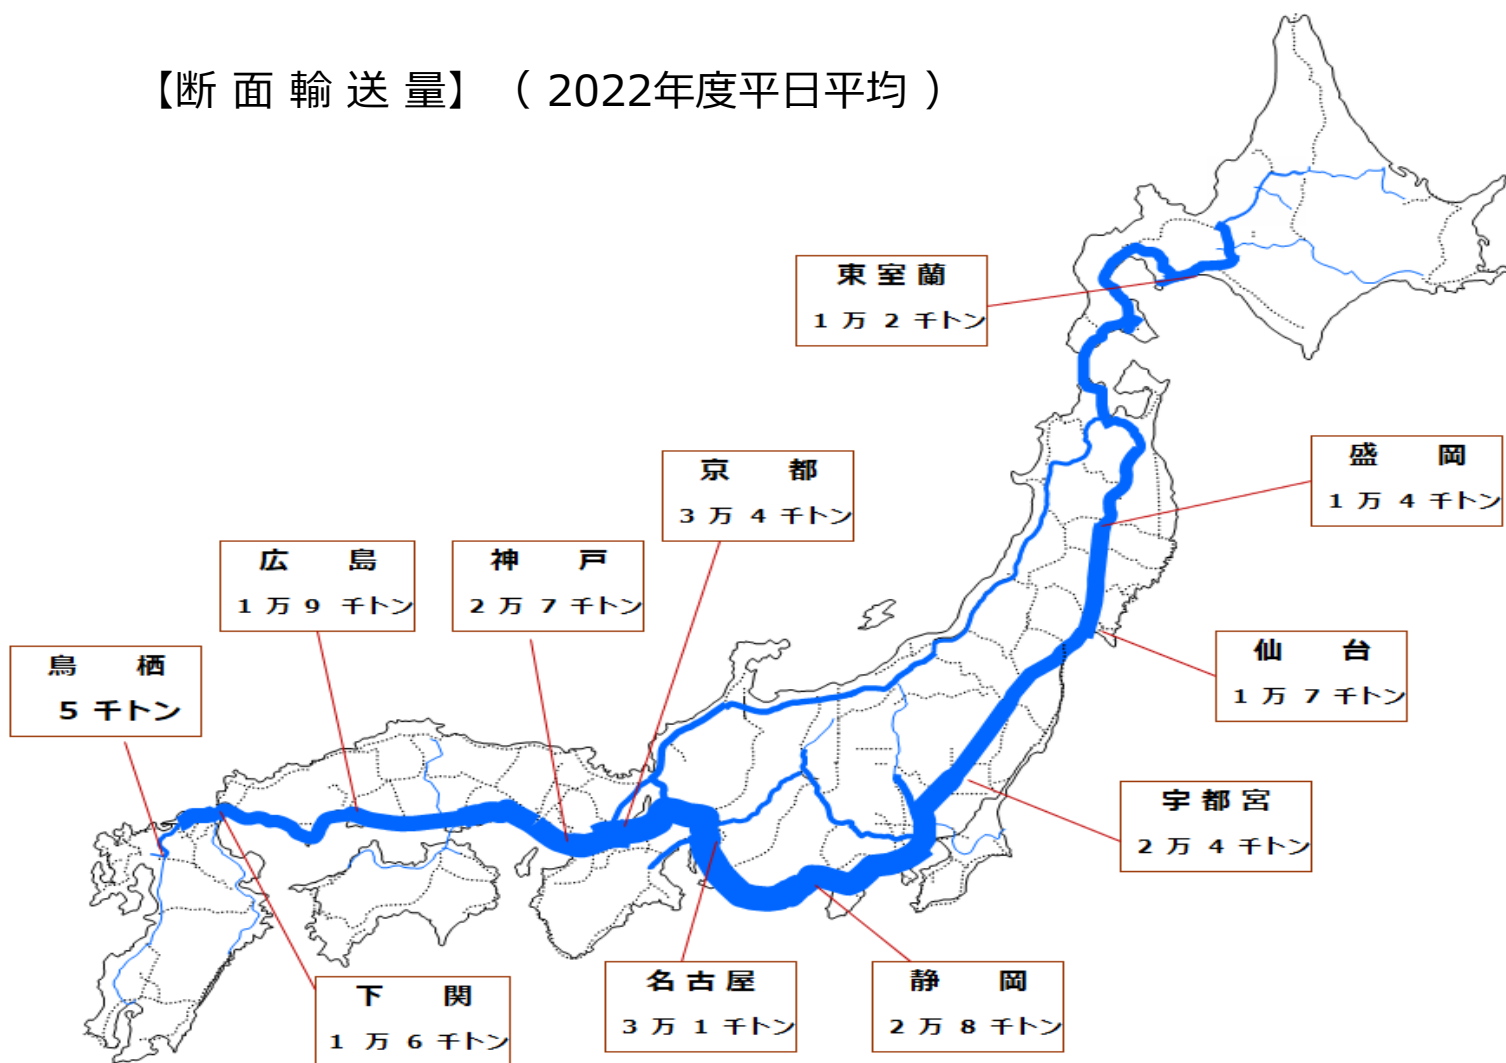 【断面輸送量】（2022年度平日平均）
東室蘭
1万2千トン
盛岡
1万4千トン
京都
3万4千トン
広島
1万9千トン
神戸
2万7千トン
仙台
1万7千トン
鳥栖
5千トン
宇都宮
2万4千トン
名古屋
3万1千トン
静岡
2万8千トン
下関
1万6千トン